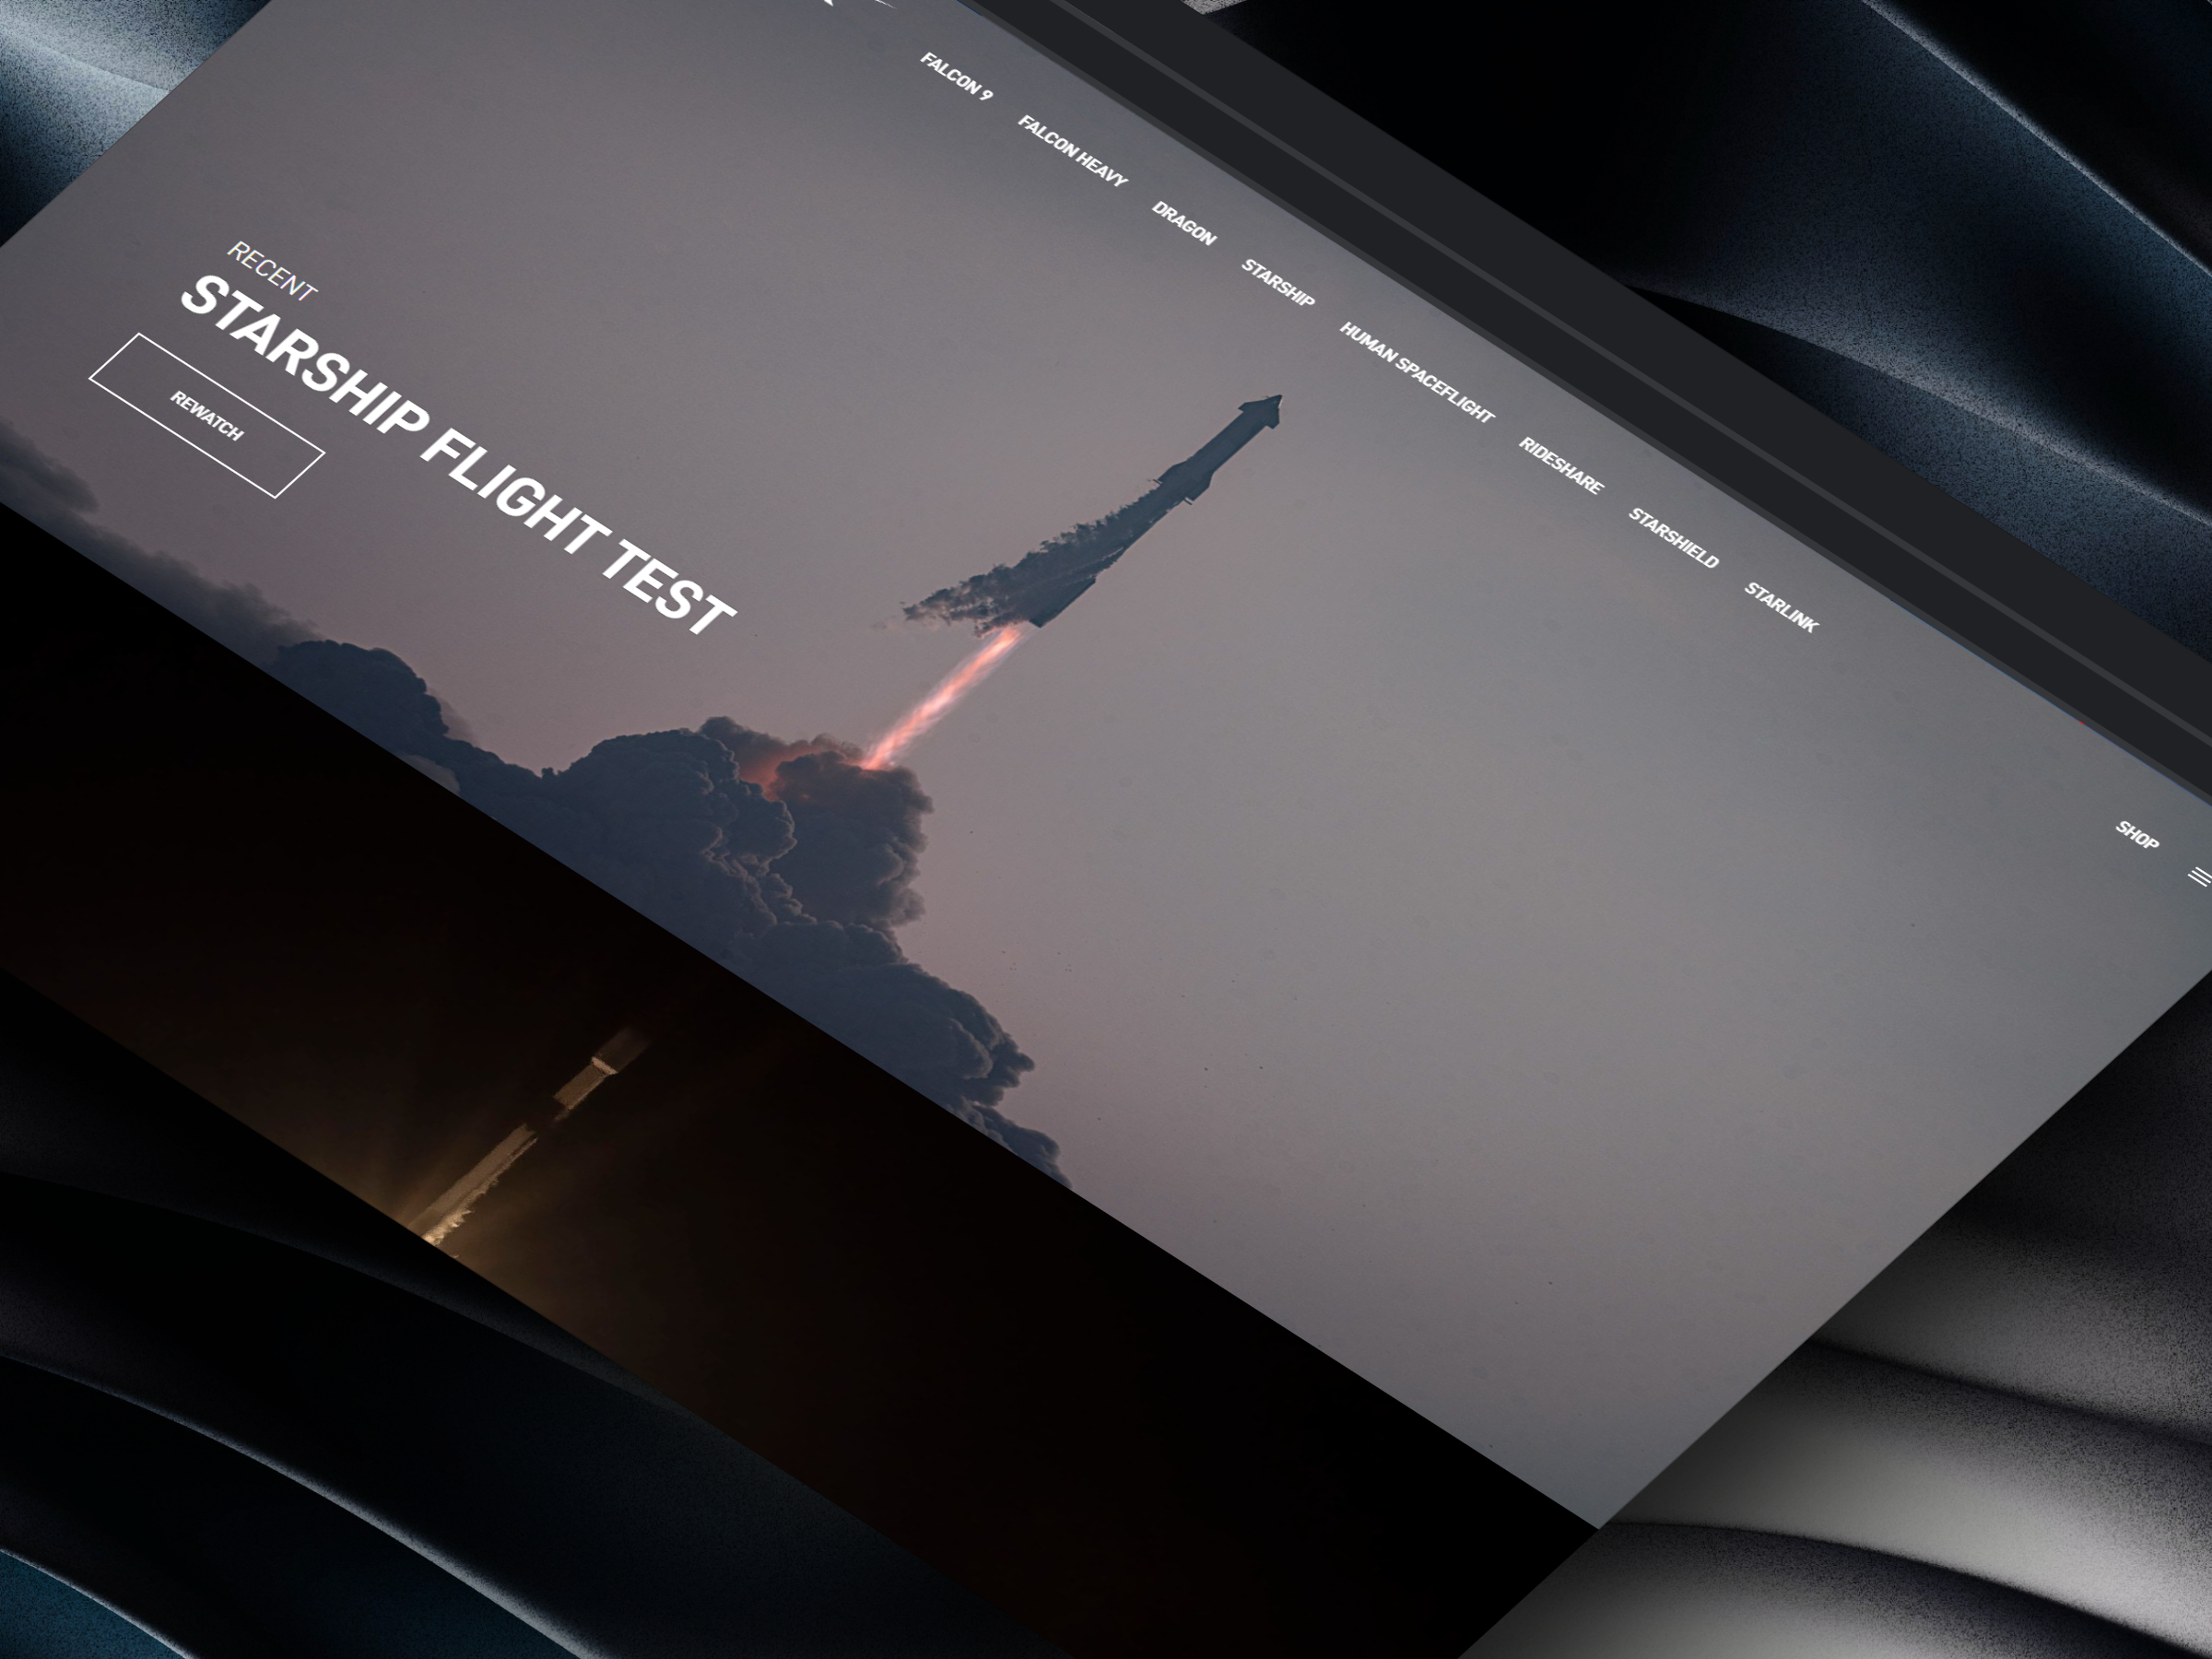 FALCON 9 FALCON HEAVY DRAGON STARSHIP HUMAN SPACEFLIGHT RIDESHARE STARSHIELD STARLINK SHOP
RECENT
STARSHIP FLIGHT TEST
REWATCH